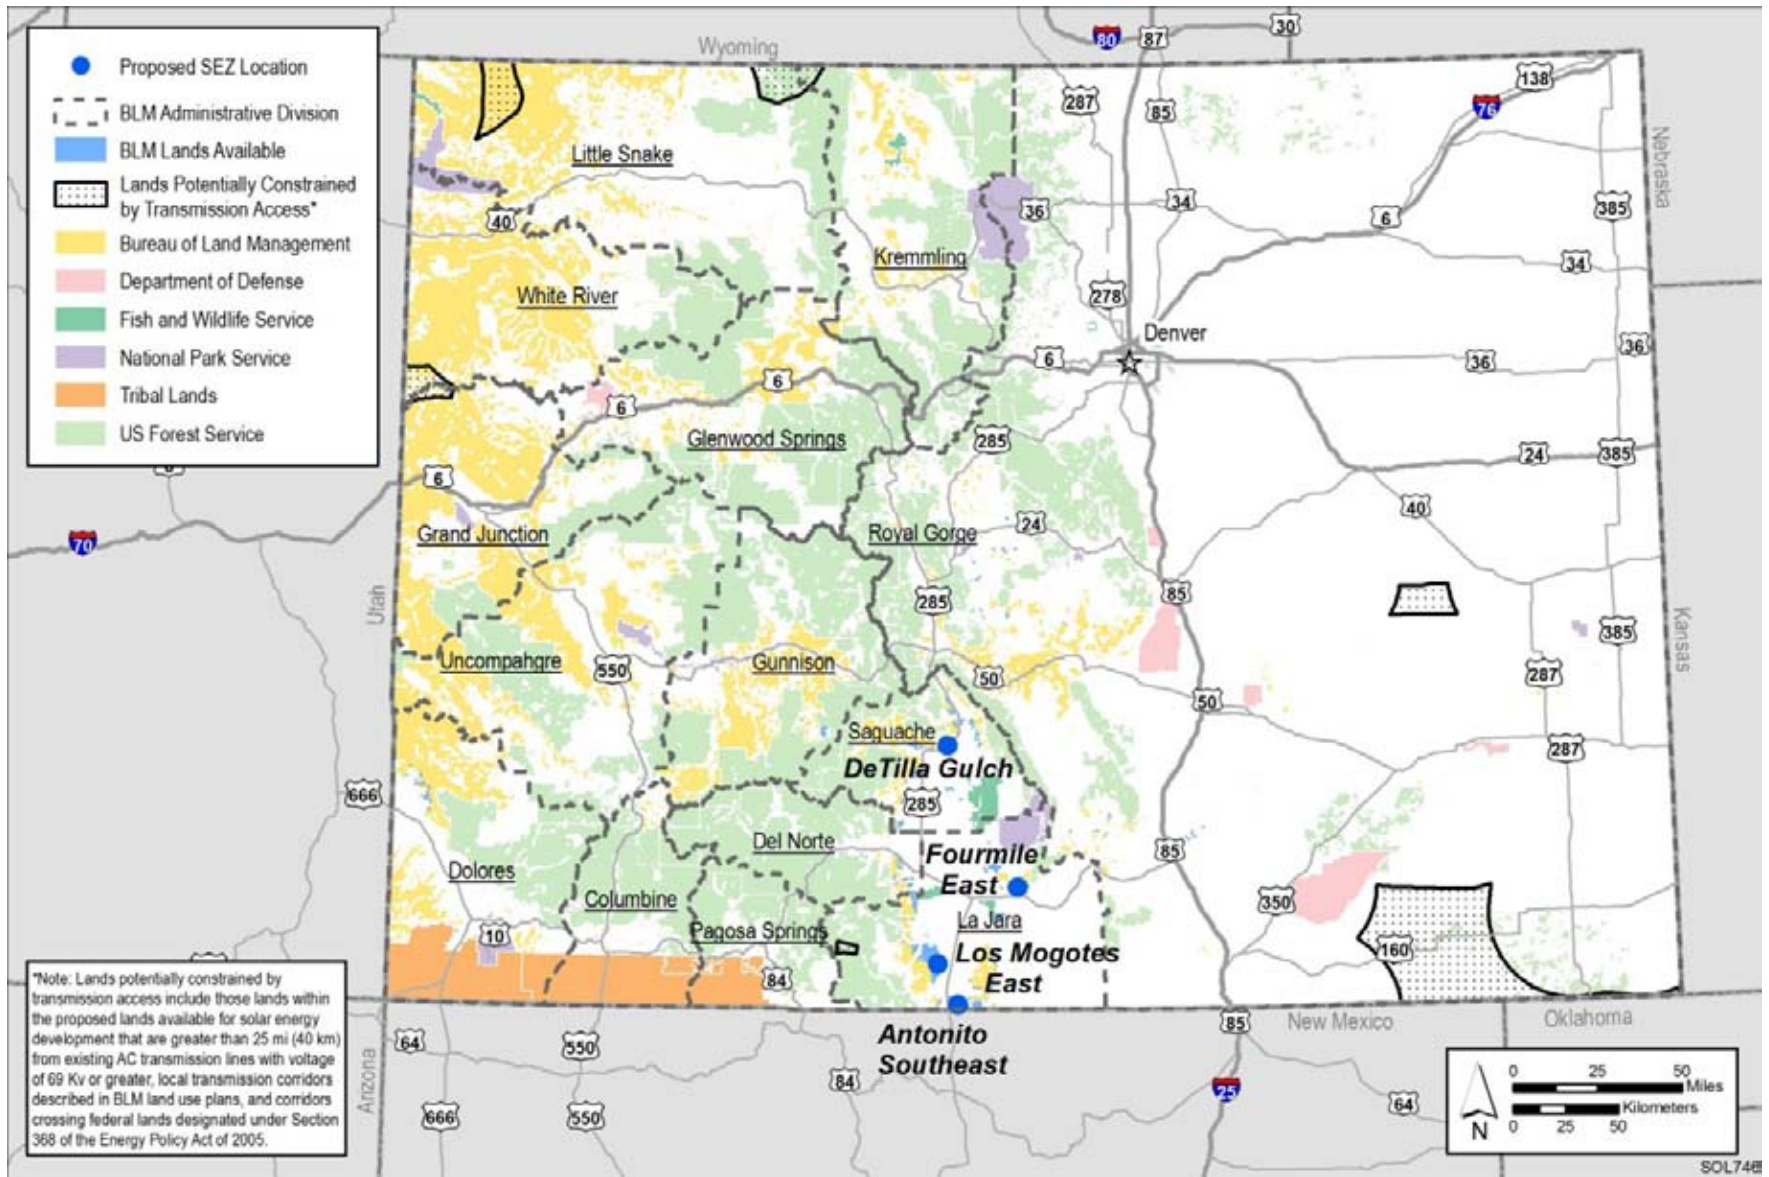 Proposed SEZ Location
BLM Administrative Division
BLM Lands Available
Lands Potentially Constrained
by Transmission Access*
Bureau of Land Management
Department of Defense
Fish and Wildlife Service
National Park Service
Tribal Lands
US Forest Service
Wyoming
80
87
30
138
76
287
85
Nebraska
Little Snake
40
36
34
6
385
Kremmling
34
White River
278
Denver
6
36
36
6
6
Glenwood Springs
285
24
385
6
40
70
Grand Junction
Royal Gorge
24
Utah
285
85
Kansas
385
Uncompahgre
550
Gunnison
50
50
287
Saguache
287
DeTilla Gulch
666
285
Del Norte
85
Fourmile
East
Dolores
Columbine
350
La Jara
Pagosa Springs
10
160
Los Mogotes
East
84
*Note: Lands potentially constrained by
transmission access include those lands within
the proposed lands available for solar energy
development that are greater than 25 mi (40 km)
from existing AC transmission lines with voltage
of 69 Kv or greater, local transmission corridors
described in BLM land use plans, and corridors
crossing federal lands designated under Section
368 of the Energy Policy Act of 2005.
Arizona
64
550
Antonito
Southeast
85
New Mexico
Oklahoma
84
25
64
666
550
0 25 50
Miles
Kilometers
0 25 50
N